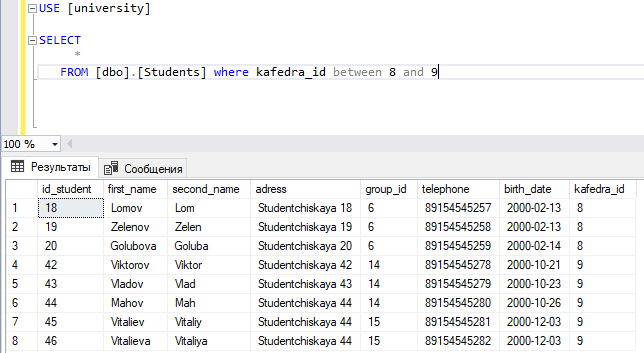 USE [university]
SELECT
*
FROM [dbo].[Students] where kafedra_id between 8 and 9
100 %
Результаты Сообщения
id_student first_name second_name adress group_id telephone birth_date kafedra_id
1 18 Lomov Lom Studentchiskaya 18 6 89154545257 2000-02-13 8
2 19 Zelenov Zelen Studentchiskaya 19 6 89154545258 2000-02-13 8
3 20 Golubova Goluba Studentchiskaya 20 6 89154545259 2000-02-14 8
4 42 Viktorov Viktor Studentchiskaya 42 14 89154545278 2000-10-21 9
5 43 Vladov Vlad Studentchiskaya 43 14 89154545279 2000-10-23 9
6 44 Mahov Mah Studentchiskaya 44 14 89154545280 2000-10-26 9
7 45 Vitaliev Vitaliy Studentchiskaya 44 15 89154545281 2000-12-03 9
8 46 Vitalieva Vitaliya Studentchiskaya 44 15 89154545282 2000-12-03 9